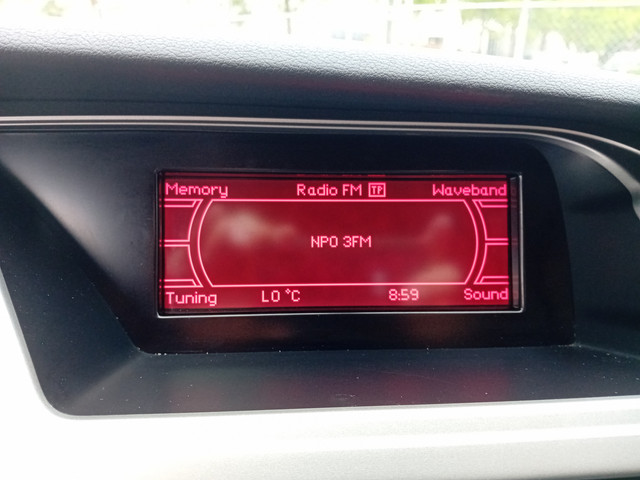 Memory Radio FM TP Waveband
NPO 3FM
Tuning LO °C 8:59 Sound